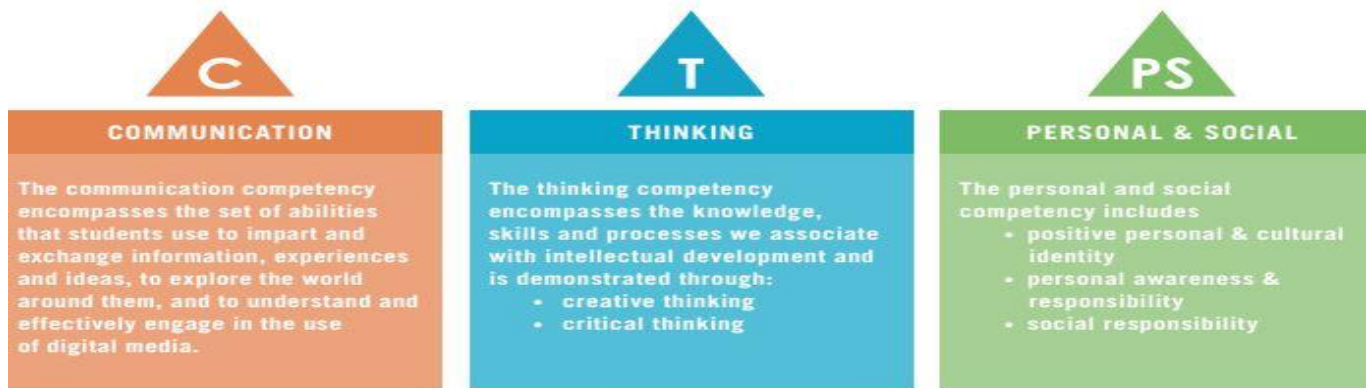 C
COMMUNICATION
The communication competency
encompasses the set of abilities
that students use to impart and
exchange information, experiences
and ideas, to explore the world
around them, and to understand and
effectively engage in the use
of digital media.
T
THINKING
The thinking competency
encompasses the knowledge,
skills and processes we associate
with intellectual development and
is demonstrated through:
• creative thinking
• critical thinking
PS
PERSONAL & SOCIAL
The personal and social
competency includes
• positive personal & cultural
identity
• personal awareness &
responsibility
• social responsibility